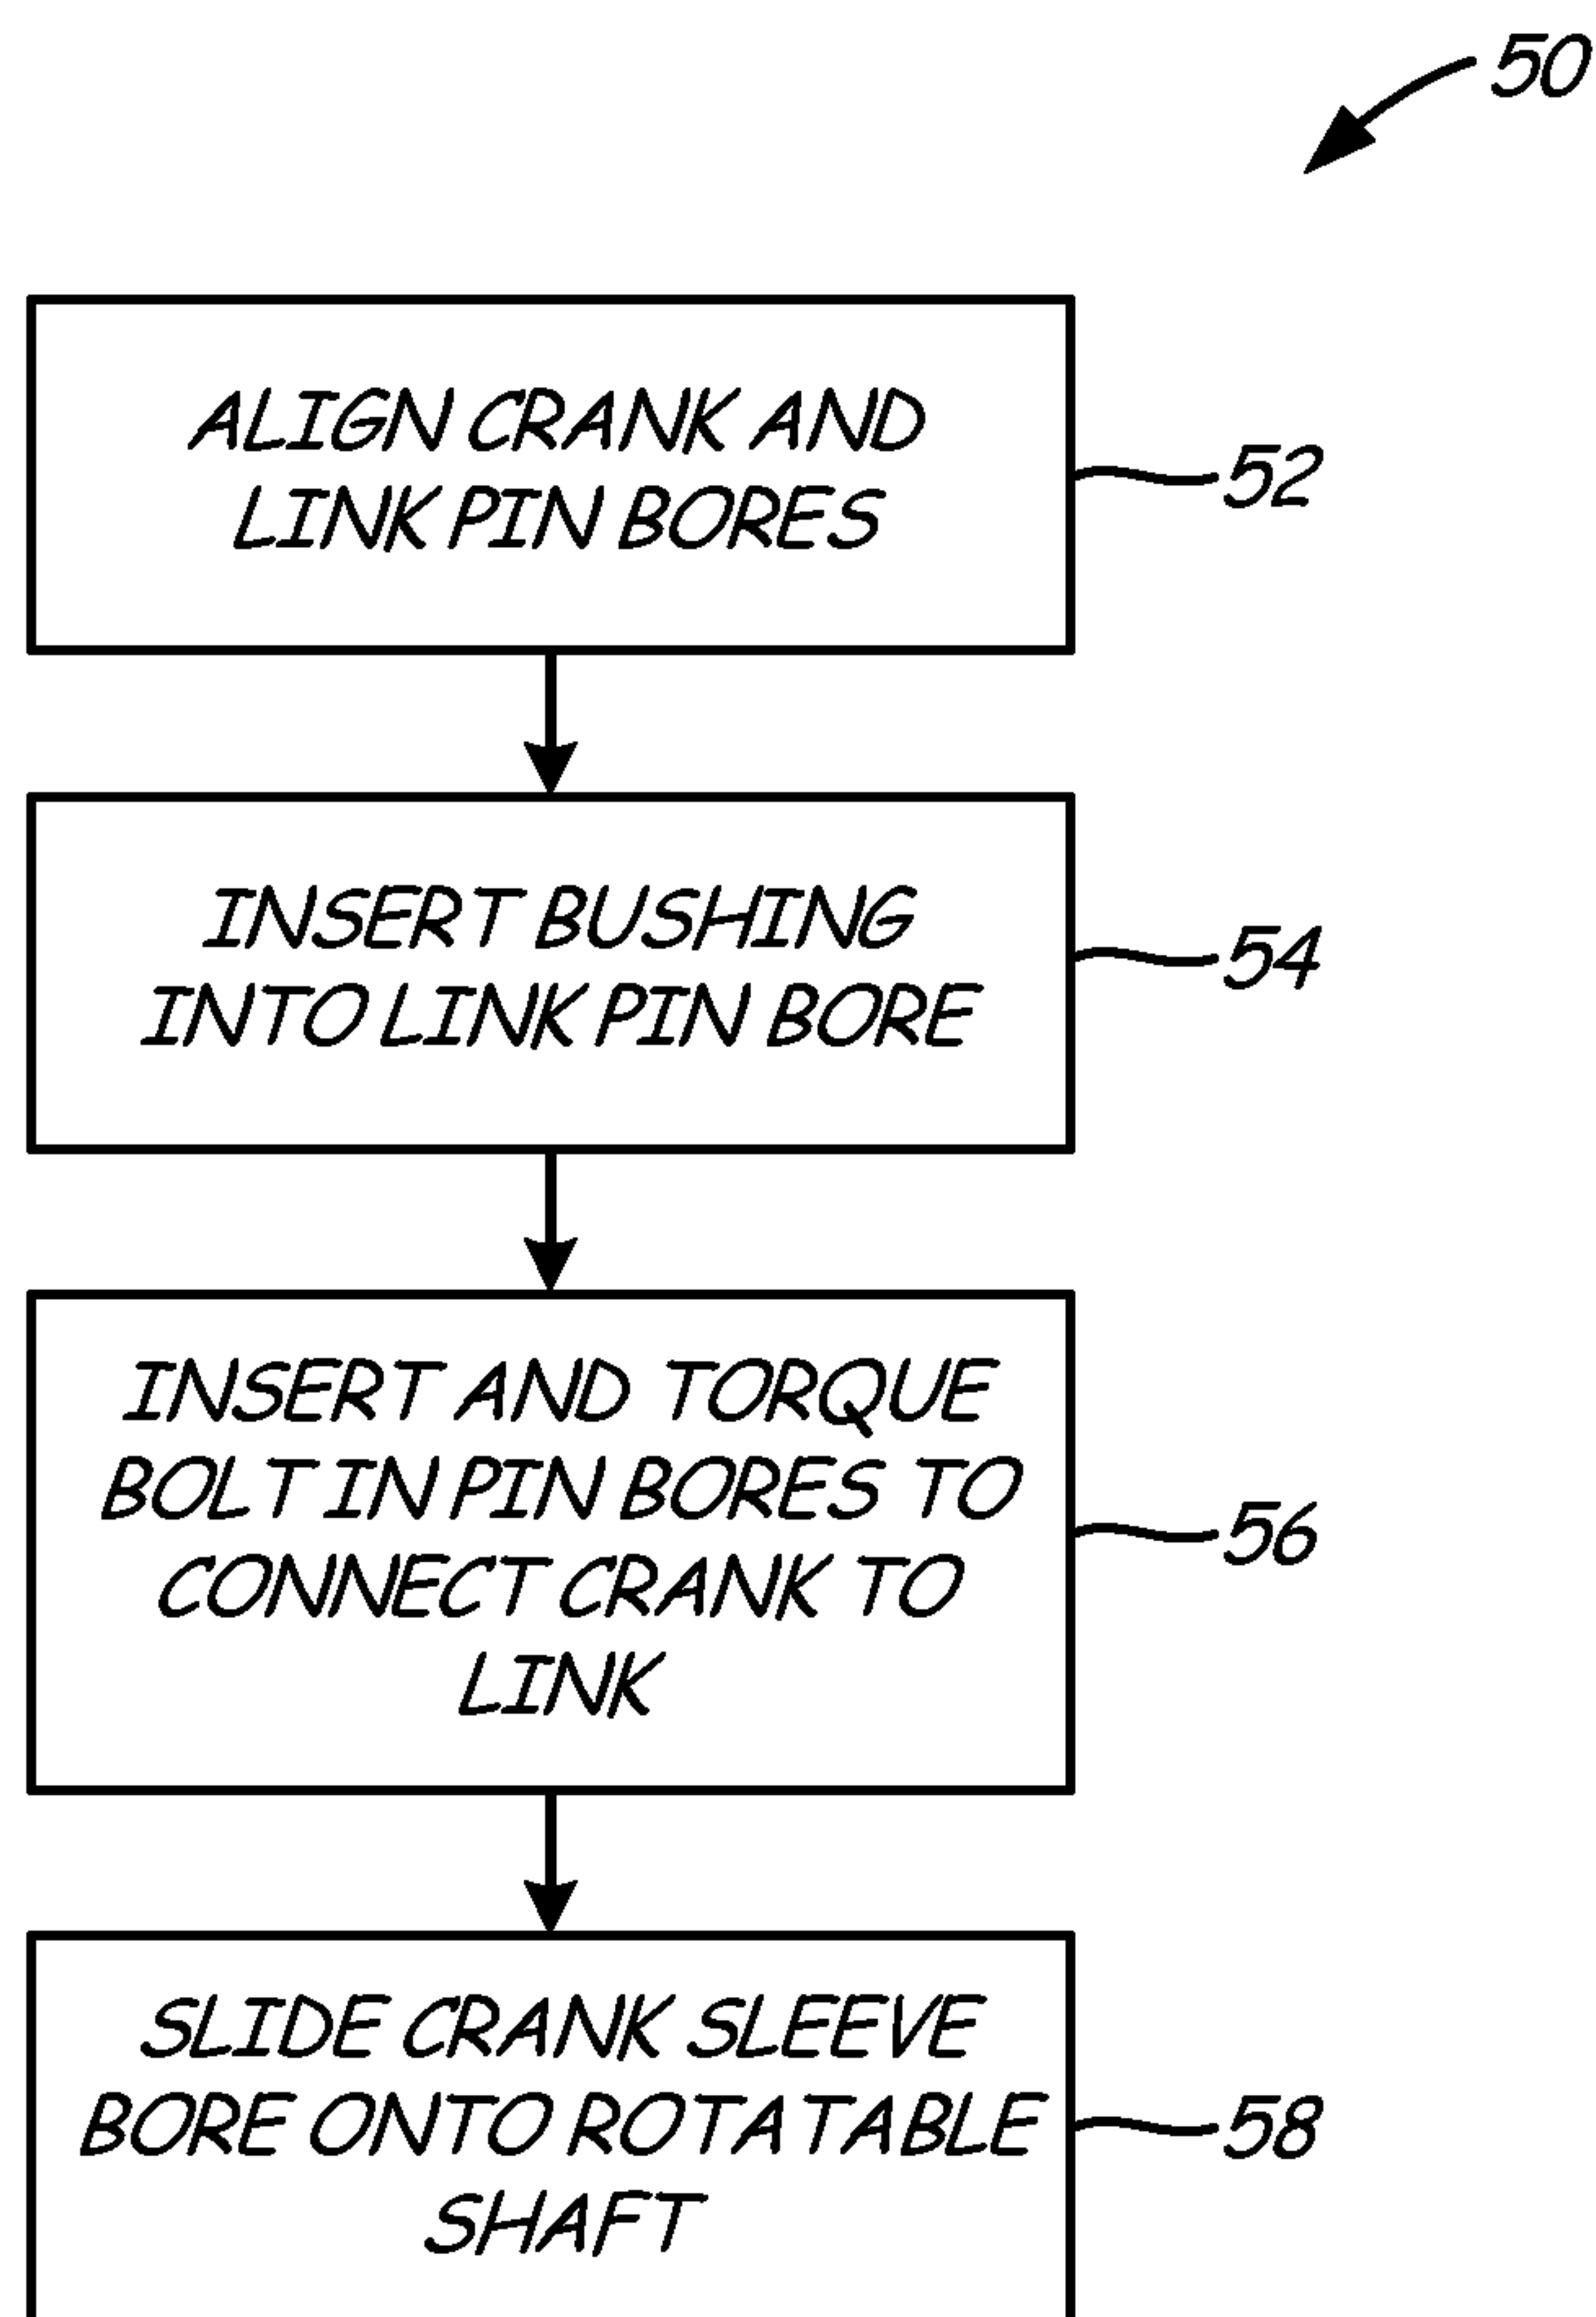 50
ALIGN CRANK AND
LINK PIN BORES
52
INSERT BUSHING
INTO LINK PIN BORE
54
INSERT AND TORQUE
BOLT IN PIN BORES TO
CONNECT CRANK TO
LINK
56
SLIDE CRANK SLEEVE
BORE ONTO ROTATABLE
SHAFT
58